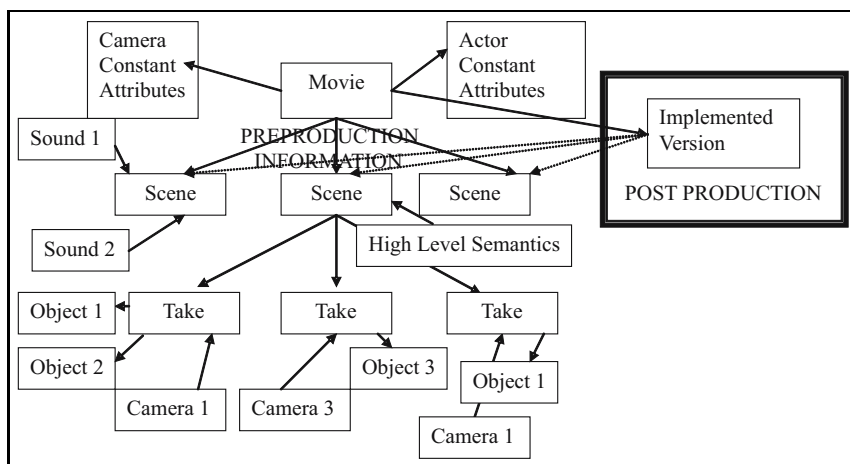 Camera
Constant
Attributes
Movie
Actor
Constant
Attributes
Implemented
Version
POST PRODUCTION
Sound 1
PREPRODUCTION
INFORMATION
Scene
Scene
Scene
Sound 2
High Level Semantics
Object 1
Take
Take
Take
Object 2
Object 3
Object 1
Camera 1
Camera 3
Camera 1